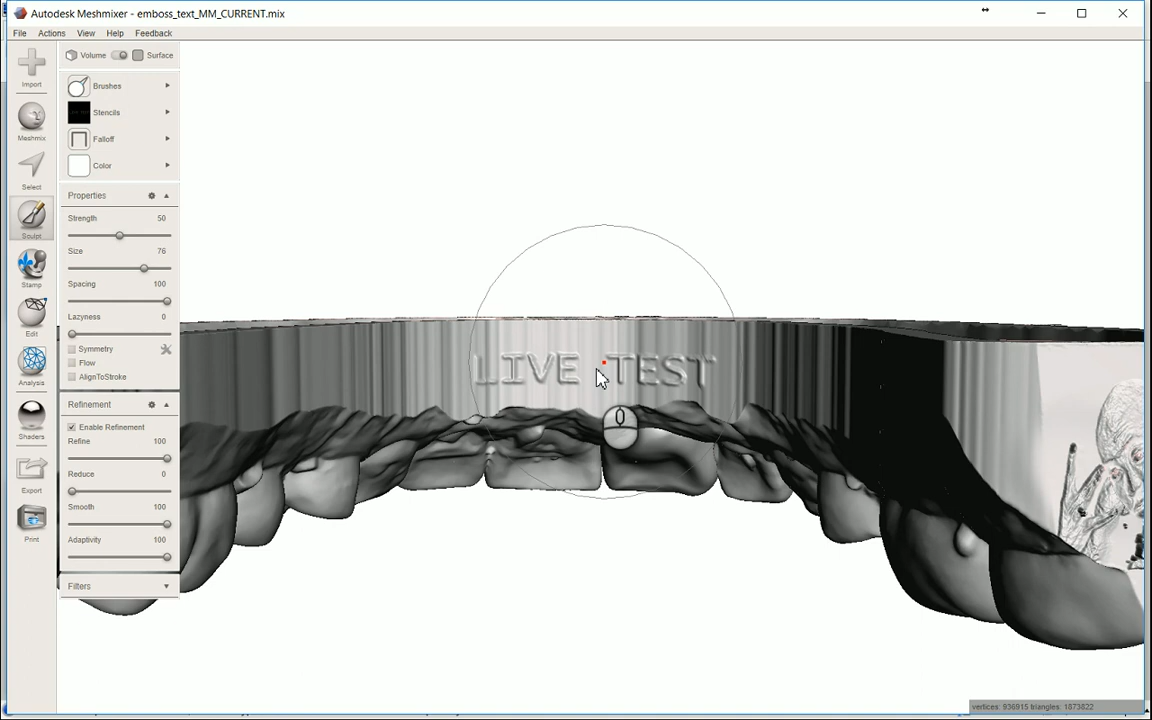 Autodesk Meshmixer - emboss_text_MM_CURRENT.mix
File Actions View Help Feedback
Volume Surface
Import
Meshmix
Select
Sculpt
Stamp
Edit
Analysis
Shaders
Export
Print
Brushes
Stencils
Falloff
Color
Properties
Strength 50
Size 76
Spacing 100
Lazyness 0
Symmetry
Flow
AlignToStroke
Refinement
Enable Refinement
Refine 100
Reduce 0
Smooth 100
Adaptivity 100
Filters
LIVE TEST
vertices: 936915 triangles: 1873822